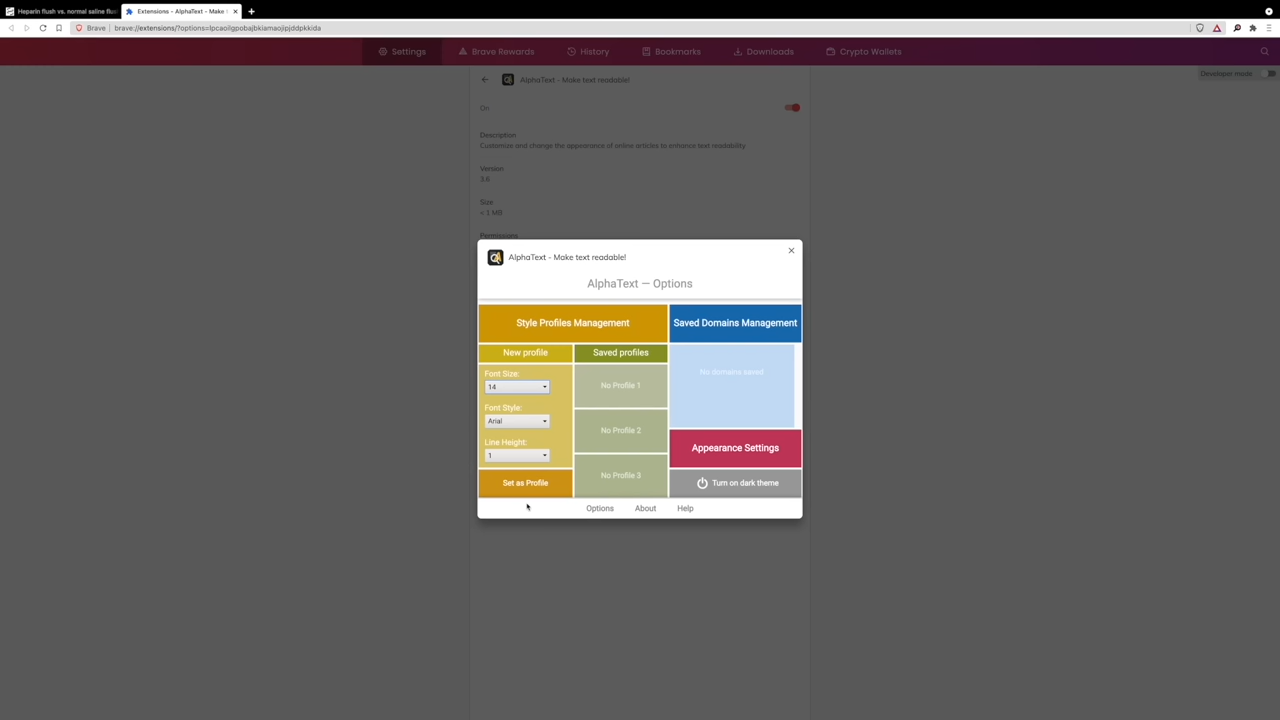 Heparin flush vs. normal saline flus
Extensions - AlphaText - Make
Brave
brave://extensions/?options=lpcaoilgpobajbkiamaojipjddpkkida
Settings
Brave Rewards
History
Bookmarks
Downloads
Crypto Wallets
AlphaText - Make text readable!
Developer mode
On
Description
Customize and change the appearance of online articles to enhance text readability.
Version
3.6
Size
< 1 MB
Permissions
AlphaText - Make text readable!
AlphaText — Options
Style Profiles Management
Saved Domains Management
New profile
Saved profiles
Font Size:
14
Font Style:
Arial
Line Height:
1
Set as Profile
No Profile 1
No Profile 2
No Profile 3
No domains saved
Appearance Settings
Turn on dark theme
Options
About
Help